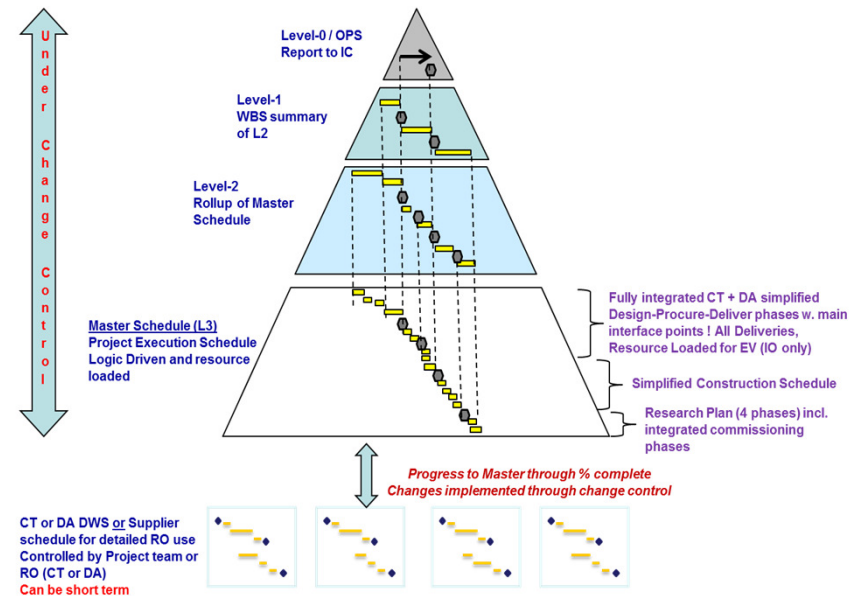 Under Change Control
Level-0 / OPS
Report to IC
Level-1
WBS summary
of L2
Level-2
Rollup of Master
Schedule
Master Schedule (L3)
Project Execution Schedule
Logic Driven and resource
loaded
Fully integrated CT + DA simplified
Design-Procure-Deliver phases w. main
interface points ! All Deliveries,
Resource Loaded for EV (IO only)
Simplified Construction Schedule
Research Plan (4 phases) incl.
integrated commissioning
phases
Progress to Master through % complete
Changes implemented through change control
CT or DA DWS or Supplier
schedule for detailed RO use
Controlled by Project team or
RO (CT or DA)
Can be short term